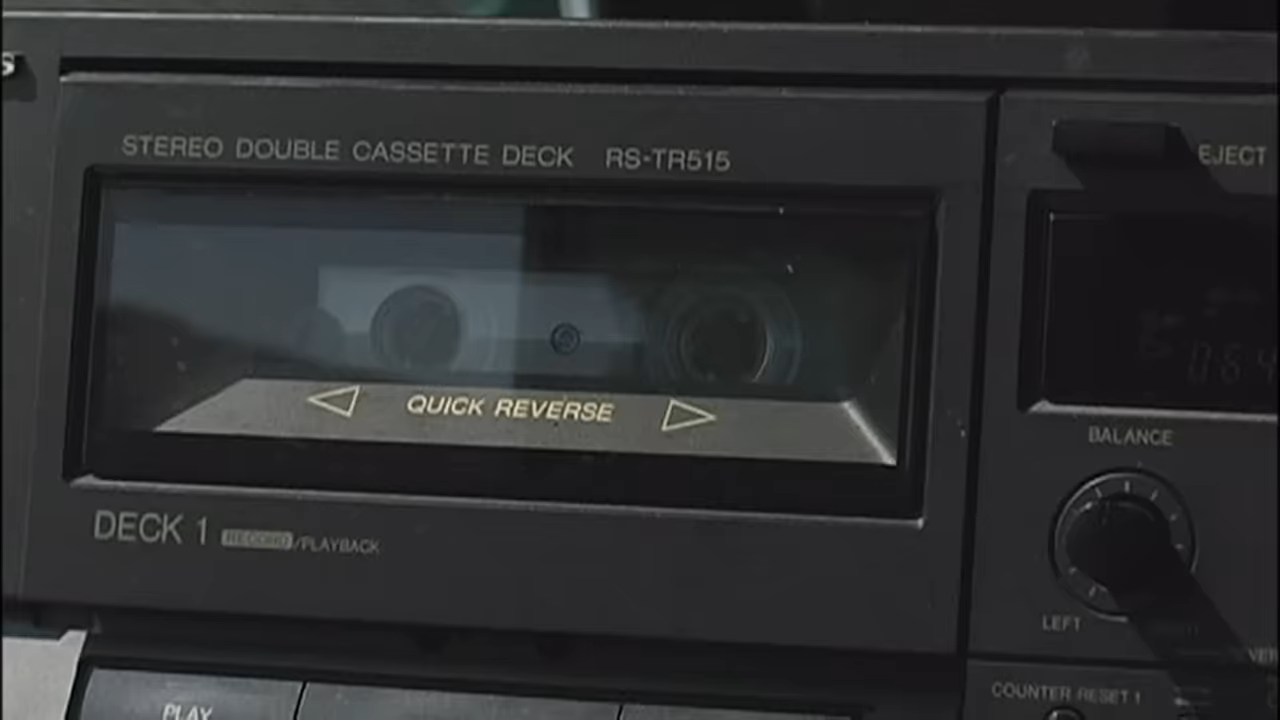 STEREO DOUBLE CASSETTE DECK RS-TR515
EJECT
QUICK REVERSE
BALANCE
DECK 1 RECORD/PLAYBACK
LEFT
COUNTER RESET 1
PLAY